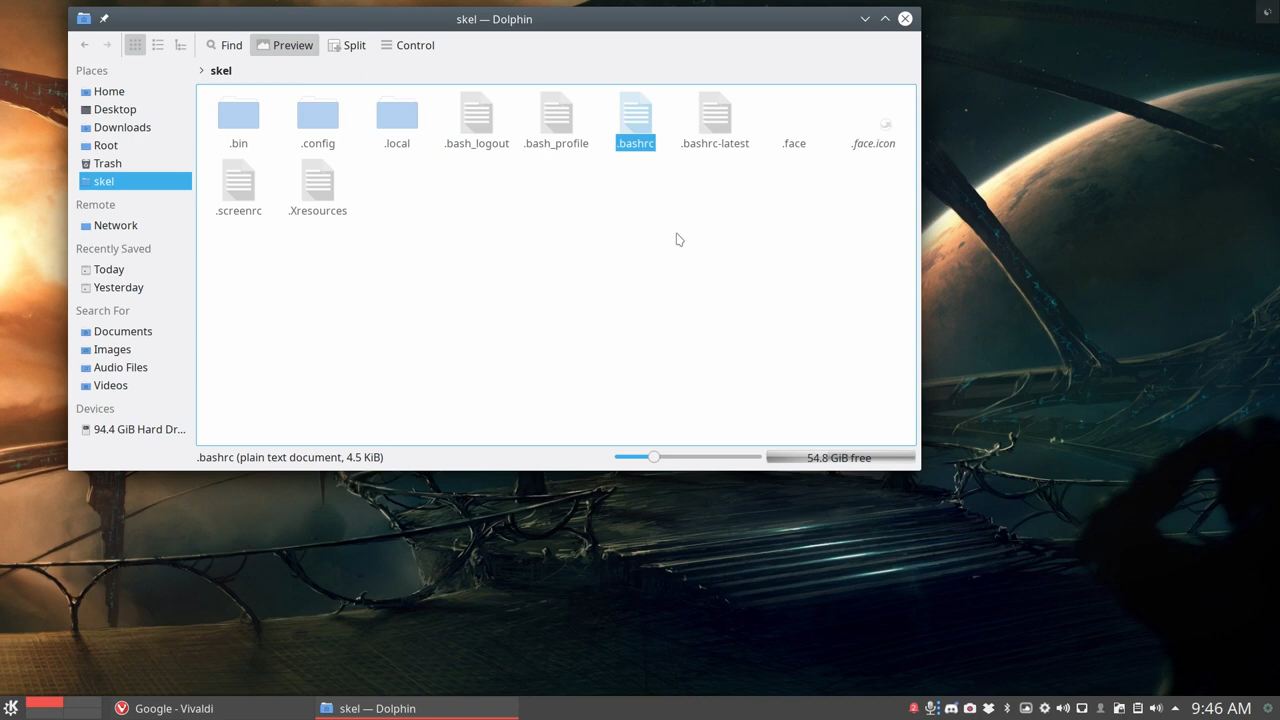 skel — Dolphin
Find Preview Split Control
Places
Home
Desktop
Downloads
Root
Trash
skel
Remote
Network
Recently Saved
Today
Yesterday
Search For
Documents
Images
Audio Files
Videos
Devices
94.4 GiB Hard Dr...
skel
.bin .config .local .bash_logout .bash_profile .bashrc .bashrc-latest .face .face.icon
.screenrc .Xresources
.bashrc (plain text document, 4.5 KiB) 54.8 GiB free
Google - Vivaldi skel — Dolphin 2 9:46 AM